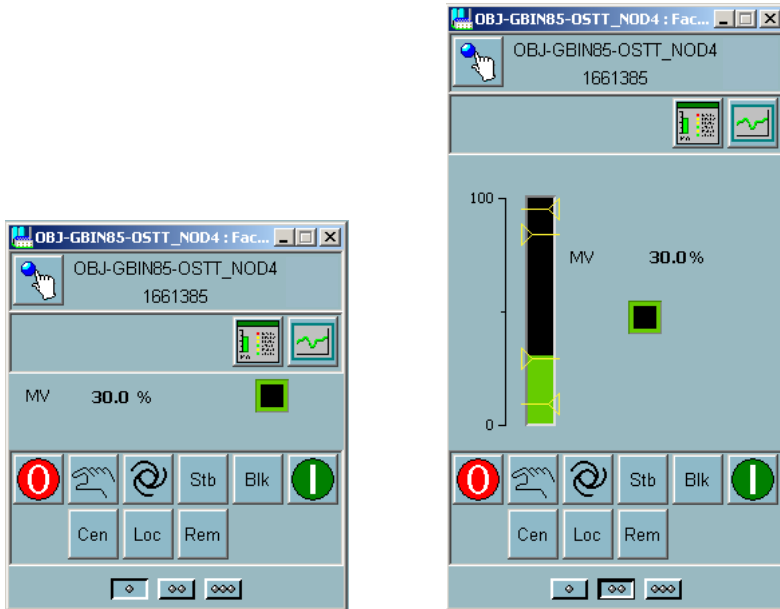 OBJ-GBIN85-OSTT_NOD4 : Fac...
OBJ-GBIN85-OSTT_NOD4
1661385
MV 30.0 %
Stb Blk
Cen Loc Rem
OBJ-GBIN85-OSTT_NOD4 : Fac...
OBJ-GBIN85-OSTT_NOD4
1661385
100
MV 30.0 %
0
Stb Blk
Cen Loc Rem